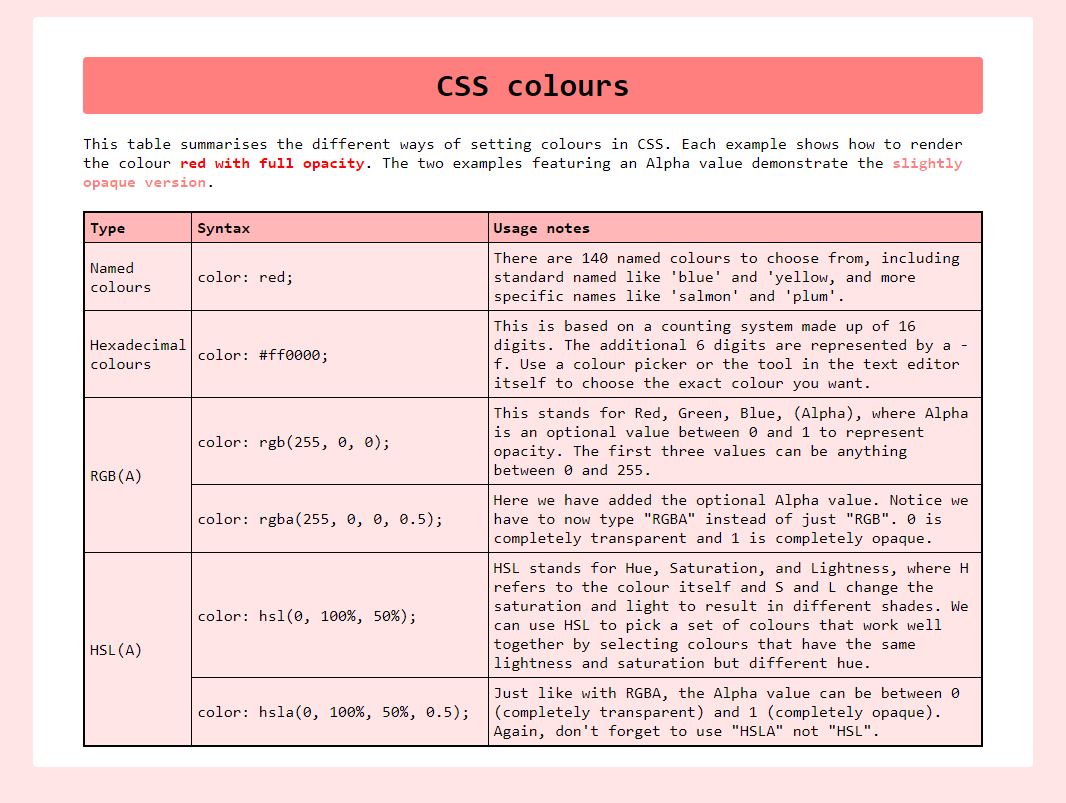 CSS colours
This table summarises the different ways of setting colours in CSS. Each example shows how to render
the colour red with full opacity. The two examples featuring an Alpha value demonstrate the slightly
opaque version.
Type
Syntax
Usage notes
Named
colours
color: red;
There are 140 named colours to choose from, including
standard named like 'blue' and 'yellow, and more
specific names like 'salmon' and 'plum'.
Hexadecimal
colours
color: #ff0000;
This is based on a counting system made up of 16
digits. The additional 6 digits are represented by a -
f. Use a colour picker or the tool in the text editor
itself to choose the exact colour you want.
RGB(A)
color: rgb(255, 0, 0);
This stands for Red, Green, Blue, (Alpha), where Alpha
is an optional value between 0 and 1 to represent
opacity. The first three values can be anything
between 0 and 255.
color: rgba(255, 0, 0, 0.5);
Here we have added the optional Alpha value. Notice we
have to now type "RGBA" instead of just "RGB". 0 is
completely transparent and 1 is completely opaque.
HSL(A)
color: hsl(0, 100%, 50%);
HSL stands for Hue, Saturation, and Lightness, where H
refers to the colour itself and S and L change the
saturation and light to result in different shades. We
can use HSL to pick a set of colours that work well
together by selecting colours that have the same
lightness and saturation but different hue.
color: hsla(0, 100%, 50%, 0.5);
Just like with RGBA, the Alpha value can be between 0
(completely transparent) and 1 (completely opaque).
Again, don't forget to use "HSLA" not "HSL".